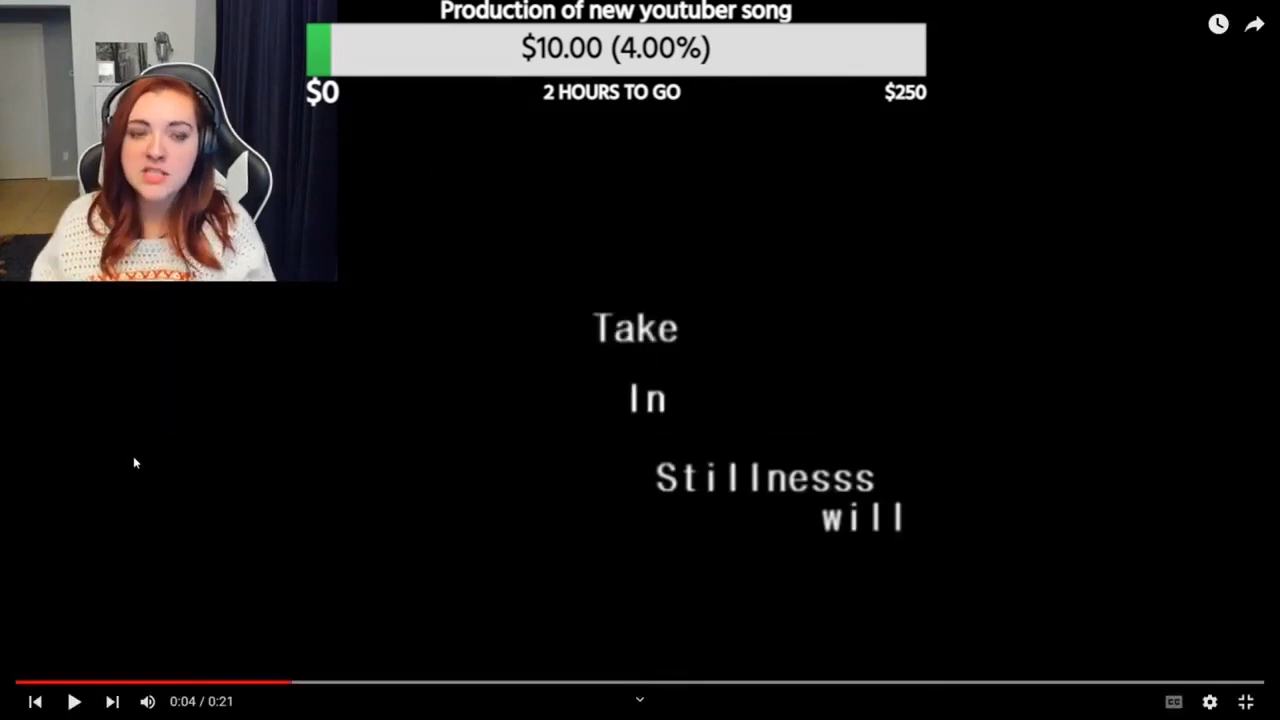 Production of new youtuber song
$10.00 (4.00%)
$0 2 HOURS TO GO $250
Take
In
Stillnesss
will
0:04 / 0:21
CC